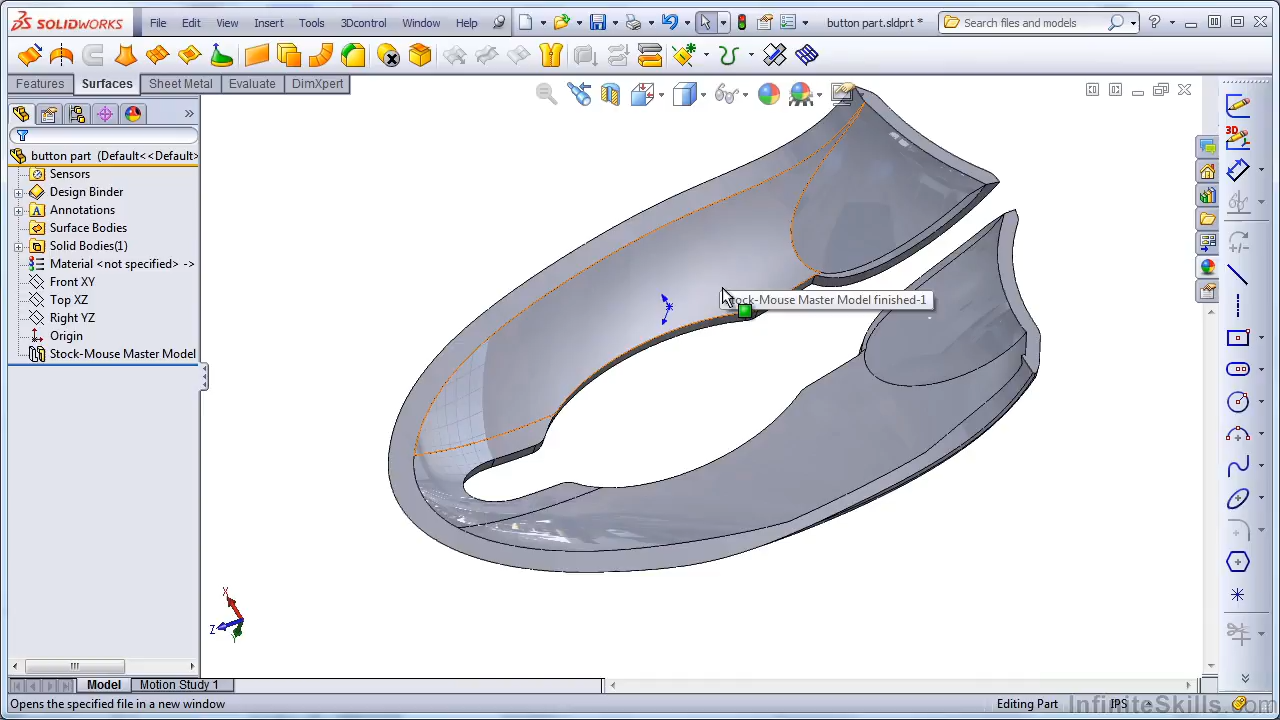 SOLIDWORKS File Edit View Insert Tools 3Dcontrol Window Help button part.sldprt * Search files and models
Features Surfaces Sheet Metal Evaluate DimXpert
button part (Default<<Default>
Sensors
Design Binder
Annotations
Surface Bodies
Solid Bodies(1)
Material <not specified> ->
Front XY
Top XZ
Right YZ
Origin
Stock-Mouse Master Model
Stock-Mouse Master Model finished-1
X
Z
Y
Model Motion Study 1
Opens the specified file in a new window Editing Part IPS
InfiniteSkills.com